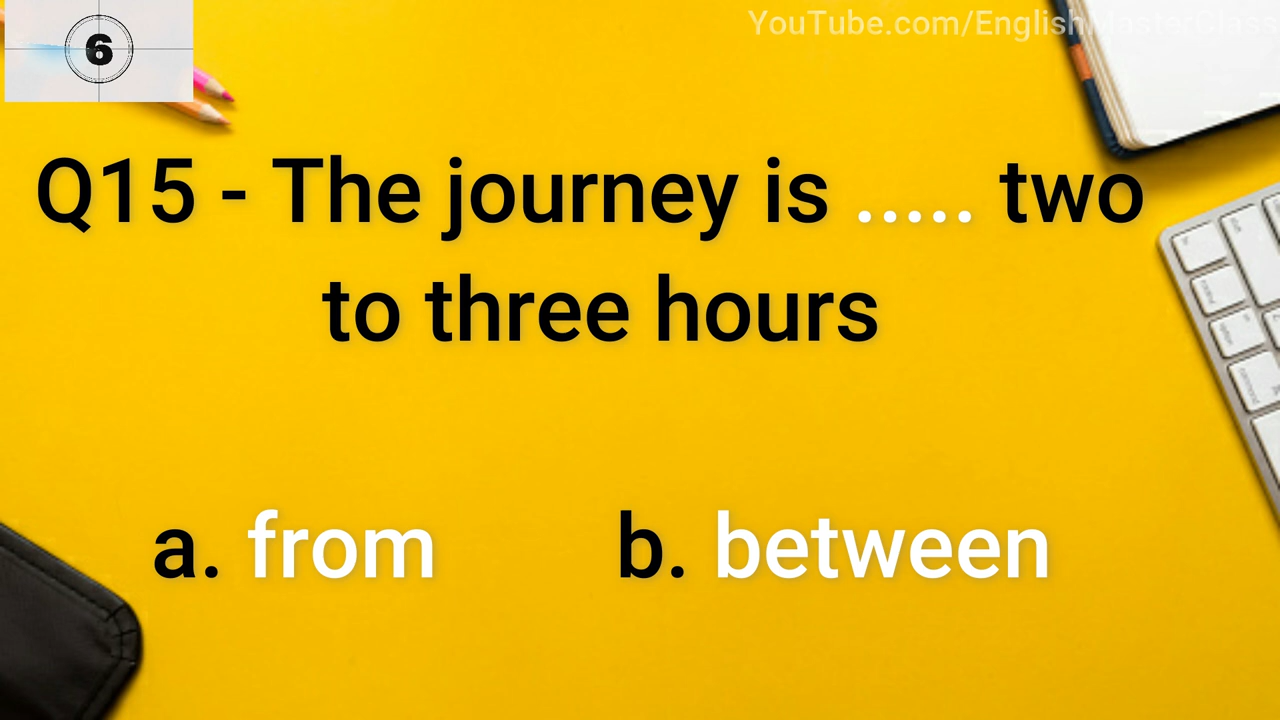 6
YouTube.com/EnglishMasterClass
Q15 - The journey is ..... two
to three hours
a. from b. between